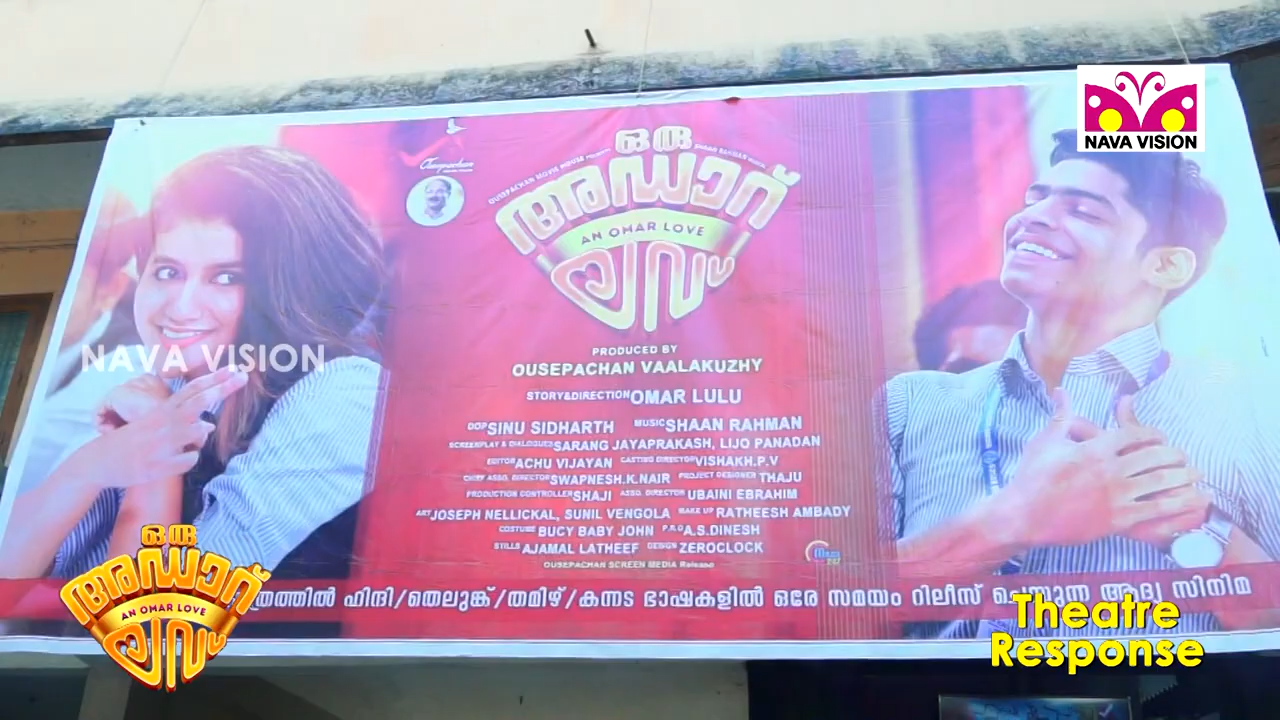 NAVA VISION
Ousepachan
OUSEPACHAN MOVIE HOUSE
ഒരു
അഡാറ്
AN OMAR LOVE
ലവ്
NAVA VISION
PRODUCED BY
OUSEPACHAN VAALAKUZHY
STORY&DIRECTION OMAR LULU
DOP SINU SIDHARTH MUSIC SHAAN RAHMAN
SCREENPLAY & DIALOGUES SARANG JAYAPRAKASH, LIJO PANADAN
EDITOR ACHU VIJAYAN CASTING DIRECTOR VISHAKH.P.V
CHIEF ASSO. DIRECTOR SWAPNESH.K.NAIR PROJECT DESIGNER THAJU
PRODUCTION CONTROLLER SHAJI ASSO. DIRECTOR UBAINI EBRAHIM
ART JOSEPH NELLICKAL, SUNIL VENGOLA MAKE UP RATHEESH AMBADY
COSTUME BUCY BABY JOHN P.R.O A.S.DINESH
STILLS AJAMAL LATHEEF DESIGN ZEROCLOCK
OUSEPACHAN SCREEN MEDIA Release
ഹിന്ദി/തെലുങ്ക്/തമിഴ്/കന്നട ഭാഷകളിൽ ഒരേ സമയം റിലീസ് ചെയ്യുന്ന ആദ്യ സിനിമ
ഒരു
അഡാറ്
AN OMAR LOVE
ലവ്
Theatre
Response